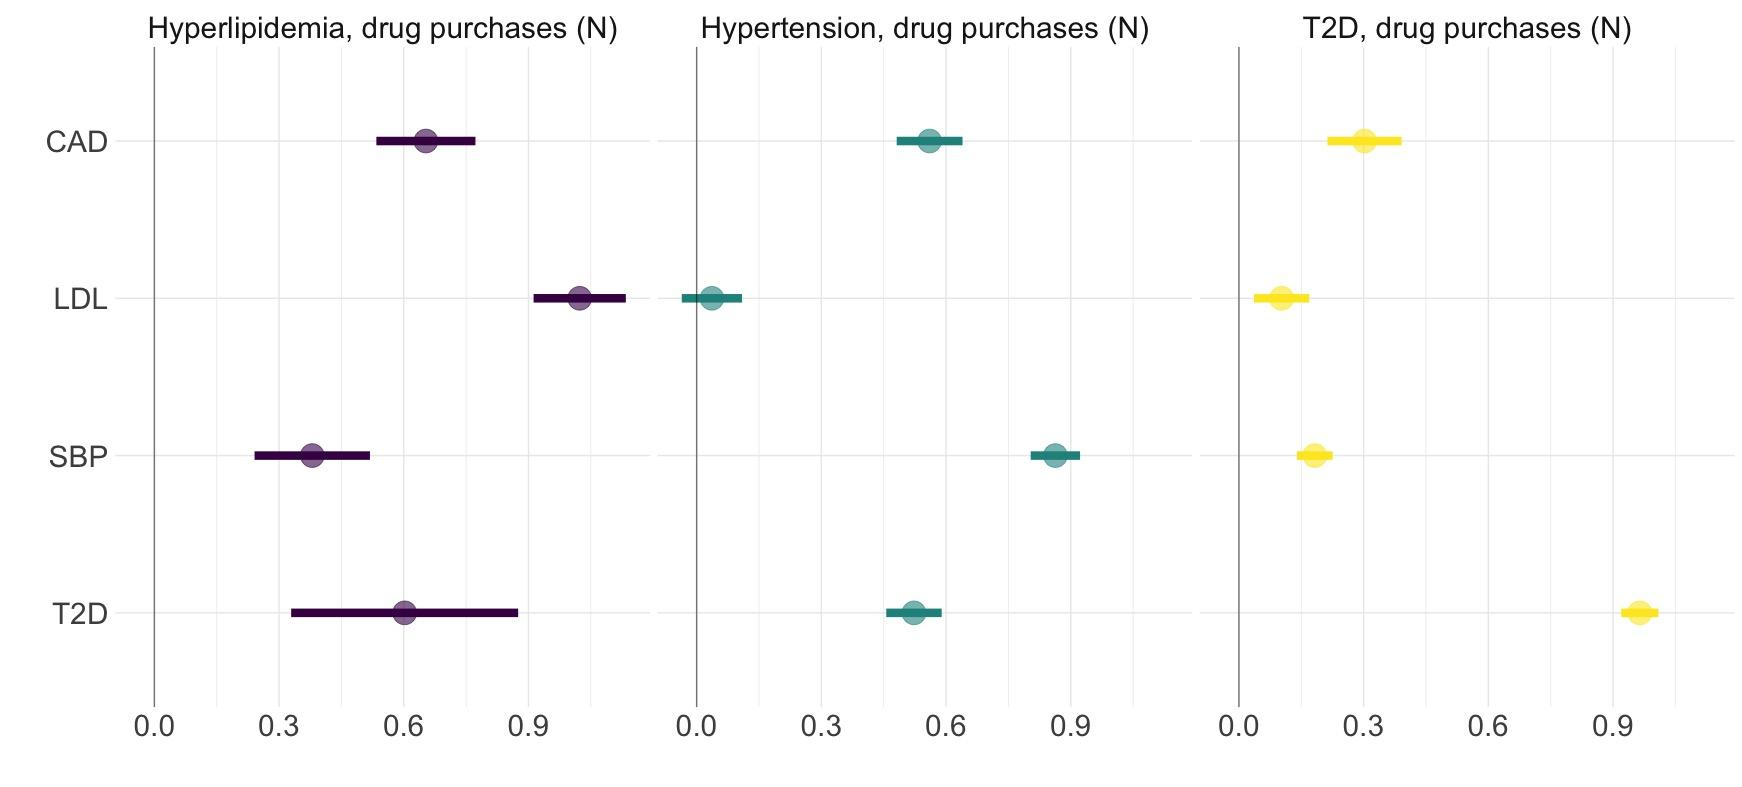 Hyperlipidemia, drug purchases (N) Hypertension, drug purchases (N) T2D, drug purchases (N)
CAD
LDL
SBP
T2D
0.0 0.3 0.6 0.9 0.0 0.3 0.6 0.9 0.0 0.3 0.6 0.9